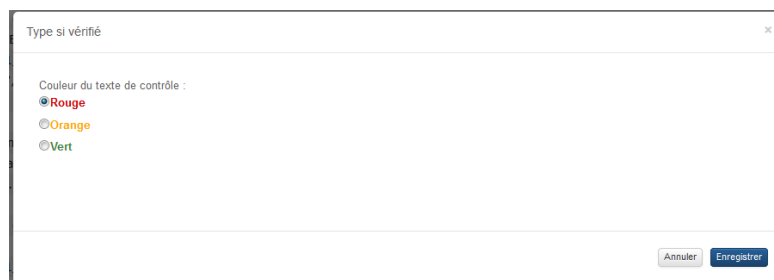 Type si vérifié
×
Couleur du texte de contrôle :
Rouge
Orange
Vert
Annuler Enregistrer